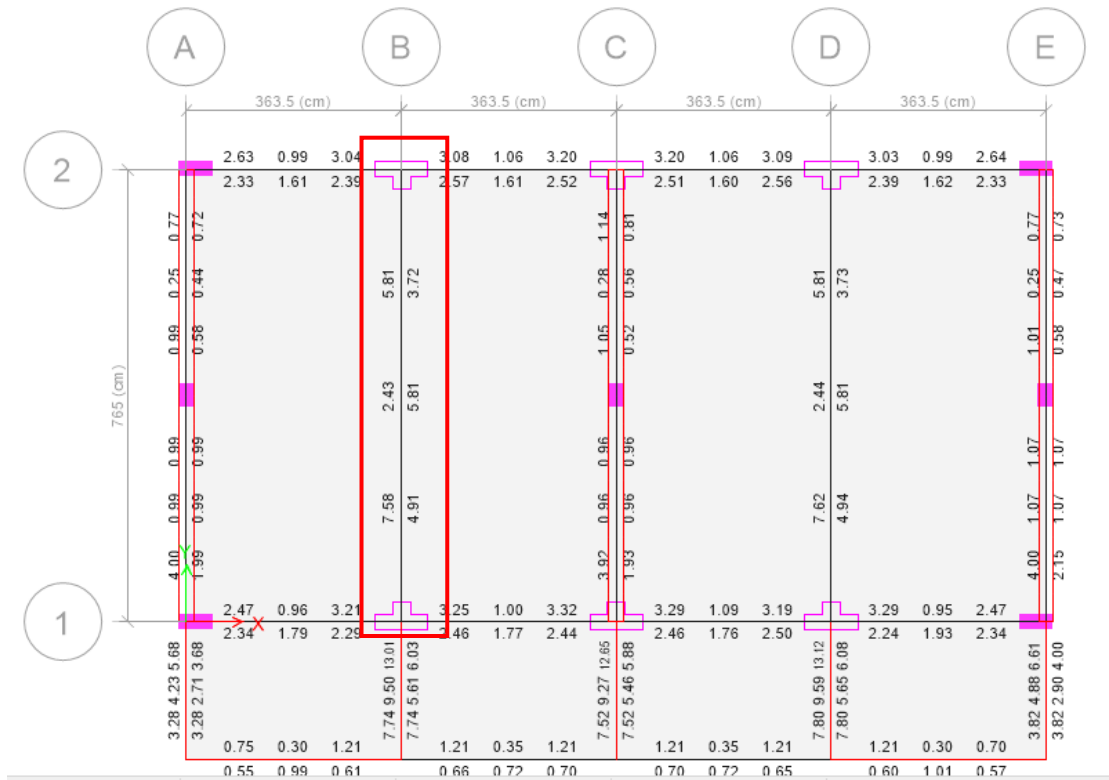 A B C D E
363.5 (cm) 363.5 (cm) 363.5 (cm) 363.5 (cm)
2
2.63 0.99 3.04 3.08 1.06 3.20 3.20 1.06 3.09 3.03 0.99 2.64
2.33 1.61 2.39 2.57 1.61 2.52 2.51 1.60 2.56 2.39 1.62 2.33
0.77 0.72 1.14 0.81 0.77 0.73
0.25 0.44 5.81 3.72 0.28 0.56 5.81 3.73 0.25 0.47
0.99 0.58 1.05 0.52 1.01 0.58
765 (cm)
2.43 5.81 2.44 5.81
0.99 0.99 0.96 0.96 1.07 1.07
0.99 0.99 7.58 4.91 0.96 0.96 7.62 4.94 1.07 1.07
4.00 1.99 3.92 1.93 4.00 2.15
Y
1
2.47 0.96 3.21 3.25 1.00 3.32 3.29 1.09 3.19 3.29 0.95 2.47
X
2.34 1.79 2.29 2.46 1.77 2.44 2.46 1.76 2.50 2.24 1.93 2.34
3.28 4.23 5.68
3.28 2.71 3.68
7.74 9.50 13.01
7.74 5.61 6.03
7.52 9.27 12.65
7.52 5.46 5.88
7.80 9.59 13.12
7.80 5.65 6.08
3.82 4.88 6.61
3.82 2.90 4.00
0.75 0.30 1.21 1.21 0.35 1.21 1.21 0.35 1.21 1.21 0.30 0.70
0.55 0.99 0.61 0.66 0.72 0.70 0.70 0.72 0.65 0.60 1.01 0.57